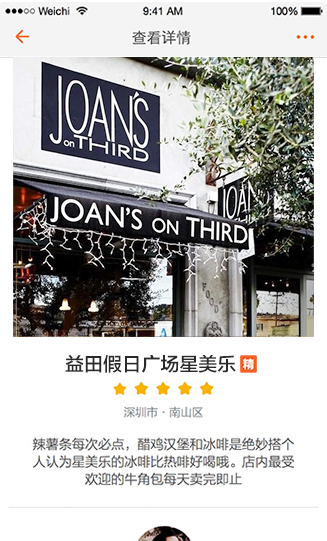 Weichi 9:41 AM 100%
查看详情
JOAN'S
on THIRD
JOAN
JOAN'S ON THIRD
益田假日广场星美乐 精
深圳市·南山区
辣薯条每次必点，醋鸡汉堡和冰啡是绝妙搭个
人认为星美乐的冰啡比热啡好喝哦。店内最受
欢迎的牛角包每天卖完即止